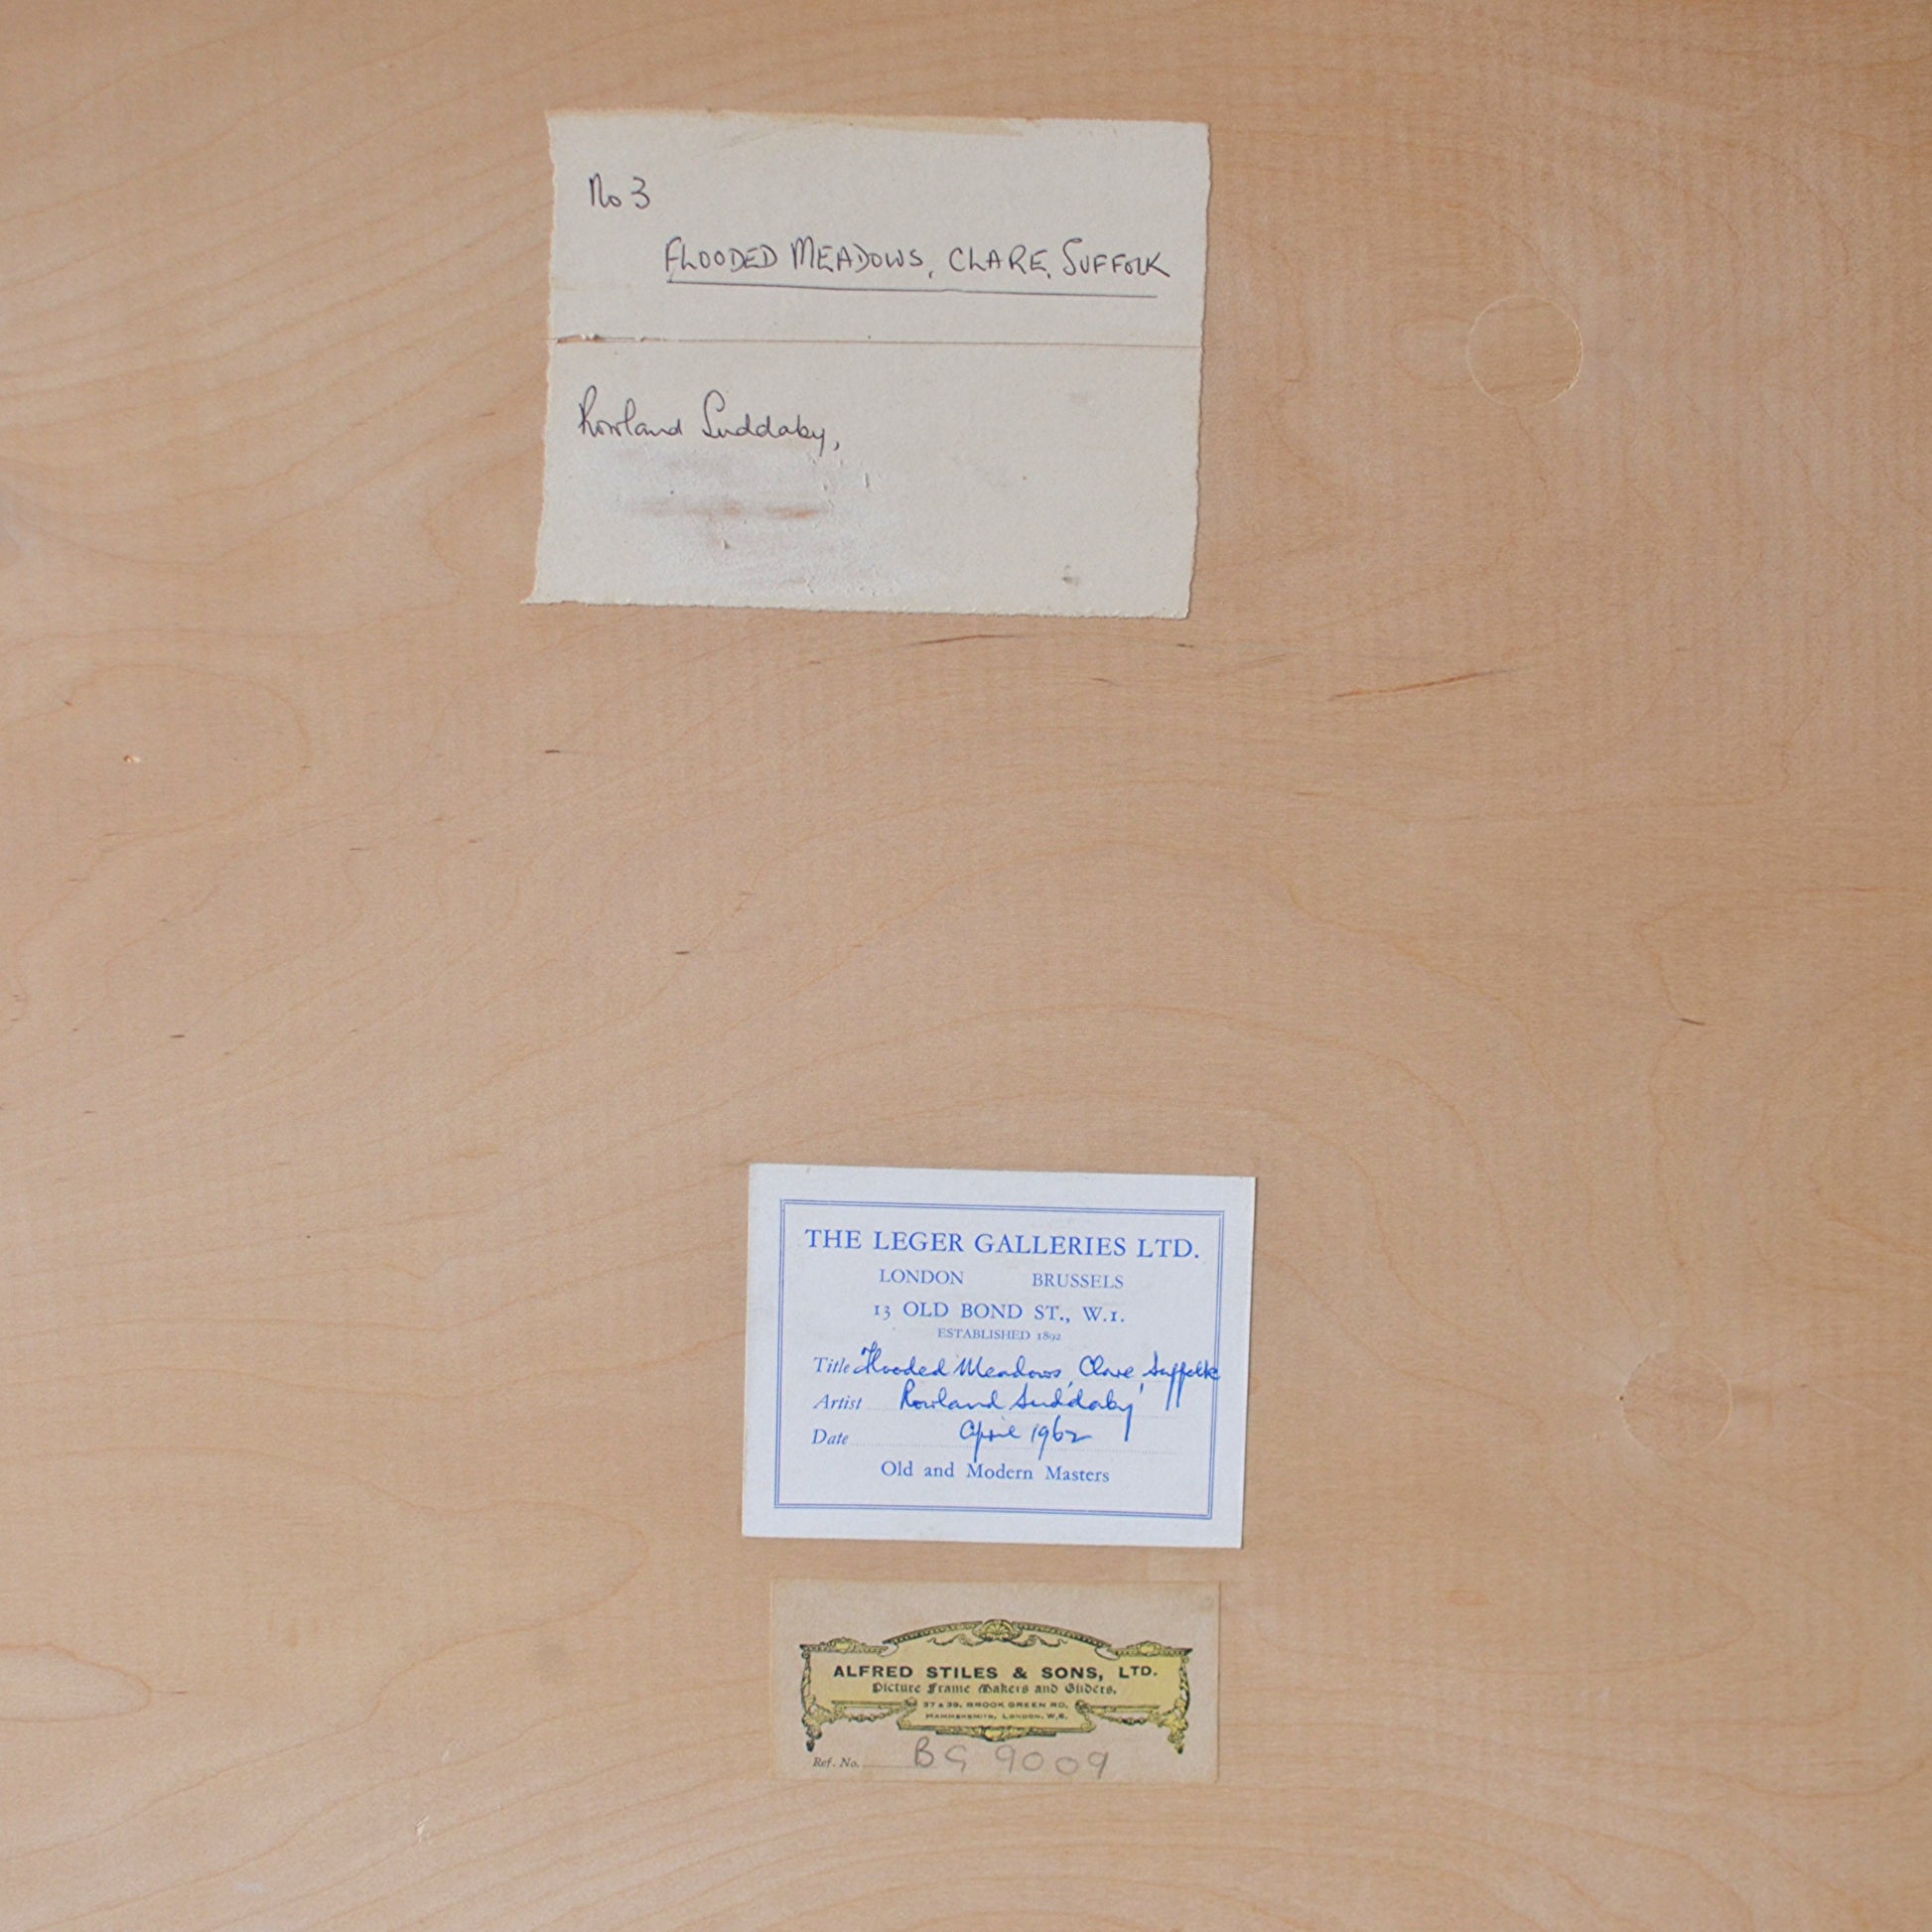 No 3
FLOODED MEADOWS, CLARE, SUFFOLK
Rowland Suddaby,
THE LEGER GALLERIES LTD.
LONDON BRUSSELS
13 OLD BOND ST., W.1.
ESTABLISHED 1892
Title Flooded Meadows, Clare, Suffolk
Artist Rowland Suddaby
Date April 1962
Old and Modern Masters
ALFRED STILES & SONS, LTD.
Picture Frame Makers and Gilders.
37 & 39, BROOK GREEN RD,
HAMMERSMITH, LONDON, W.6.
Ref. No. BG 9009